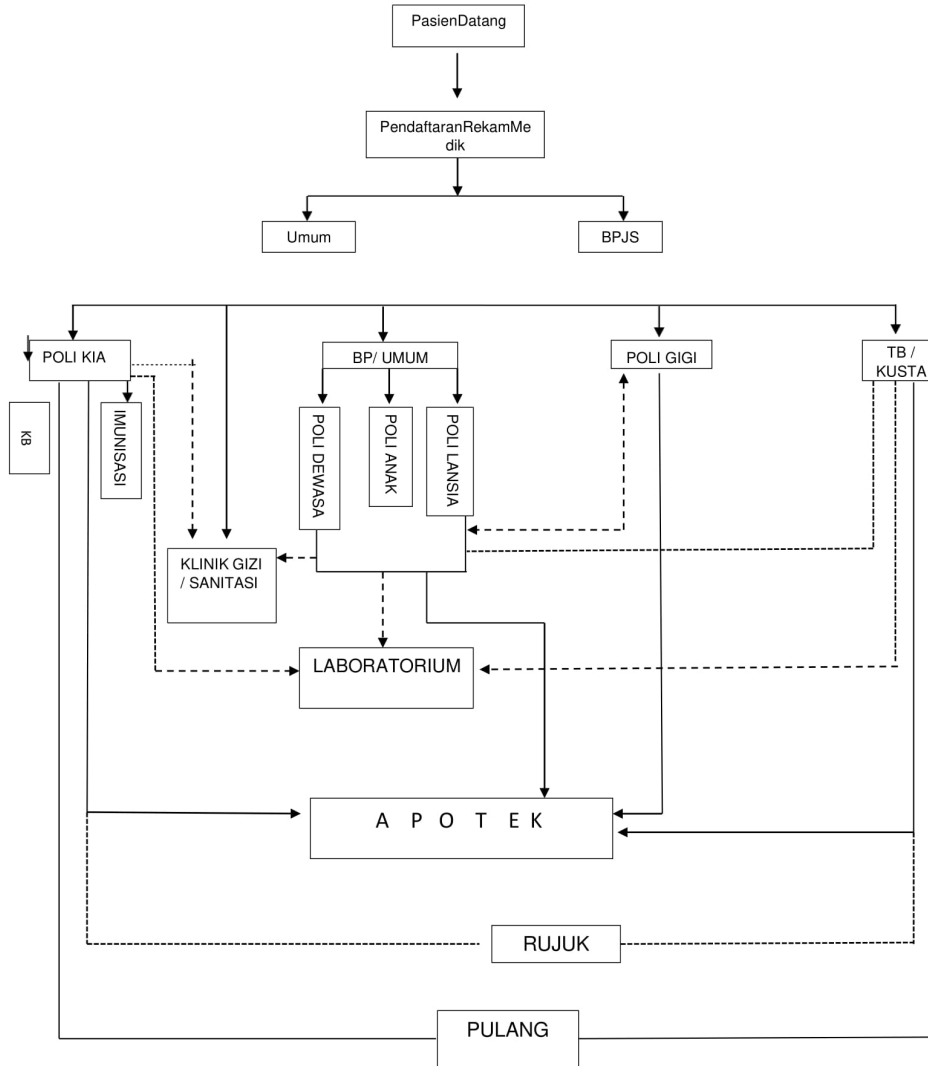 PasienDatang
PendaftaranRekamMe
dik
Umum
BPJS
POLI KIA
BP/ UMUM
POLI GIGI
TB /
KUSTA
KB
IMUNISASI
POLI DEWASA
POLI ANAK
POLI LANSIA
KLINIK GIZI
/ SANITASI
LABORATORIUM
A P O T E K
RUJUK
PULANG